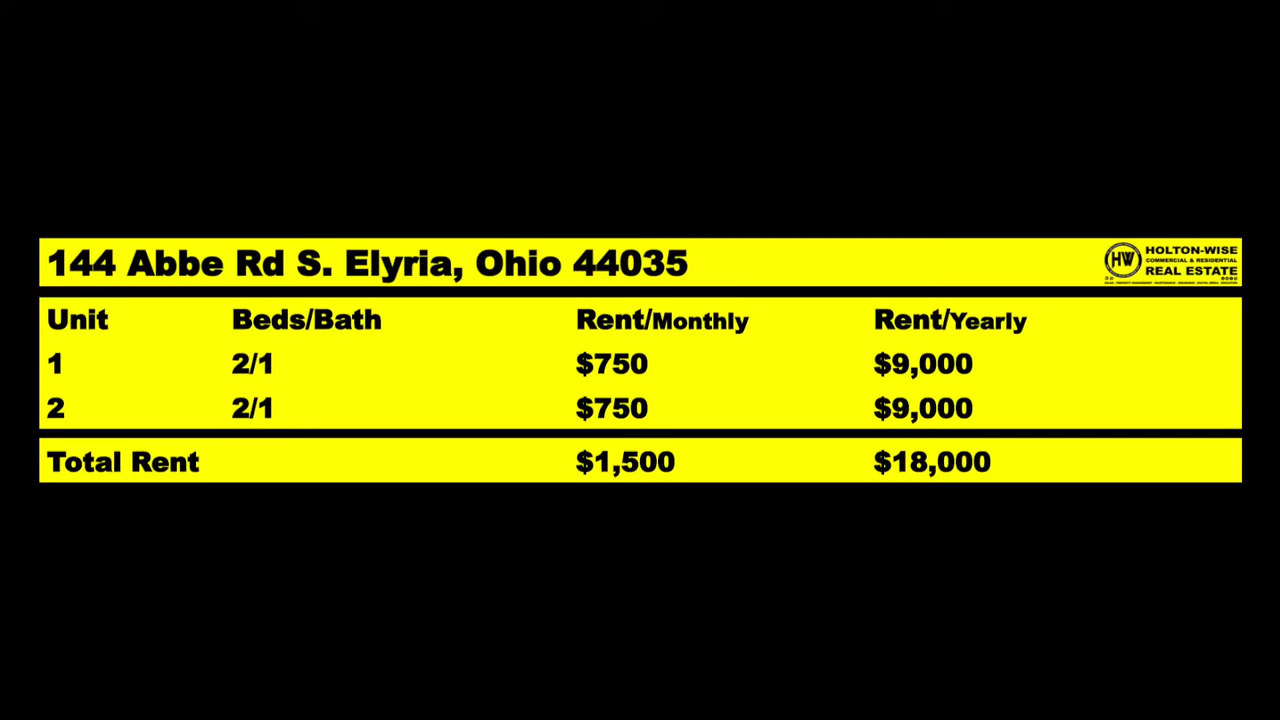 144 Abbe Rd S. Elyria, Ohio 44035
HOLTON-WISE
COMMERCIAL & RESIDENTIAL
REAL ESTATE
HW
Unit Beds/Bath Rent/Monthly Rent/Yearly
1 2/1 $750 $9,000
2 2/1 $750 $9,000
Total Rent $1,500 $18,000